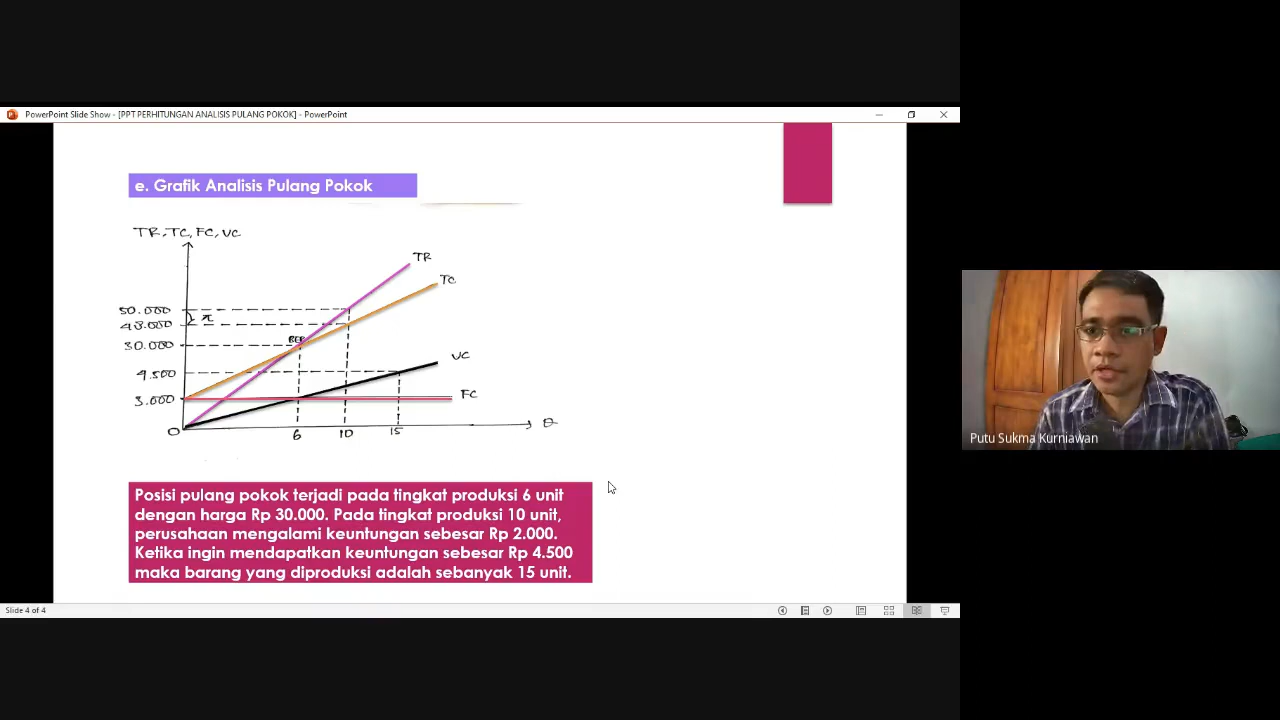 PowerPoint Slide Show - [PPT PERHITUNGAN ANALISIS PULANG POKOK] - PowerPoint
e. Grafik Analisis Pulang Pokok
TR, TC, FC, VC
TR
TC
50.000
π
48.000
BEP
30.000
VC
9.500
FC
3.000
0
6
10
15
Putu Sukma Kurniawan
Posisi pulang pokok terjadi pada tingkat produksi 6 unit
dengan harga Rp 30.000. Pada tingkat produksi 10 unit,
perusahaan mengalami keuntungan sebesar Rp 2.000.
Ketika ingin mendapatkan keuntungan sebesar Rp 4.500
maka barang yang diproduksi adalah sebanyak 15 unit.
Slide 4 of 4